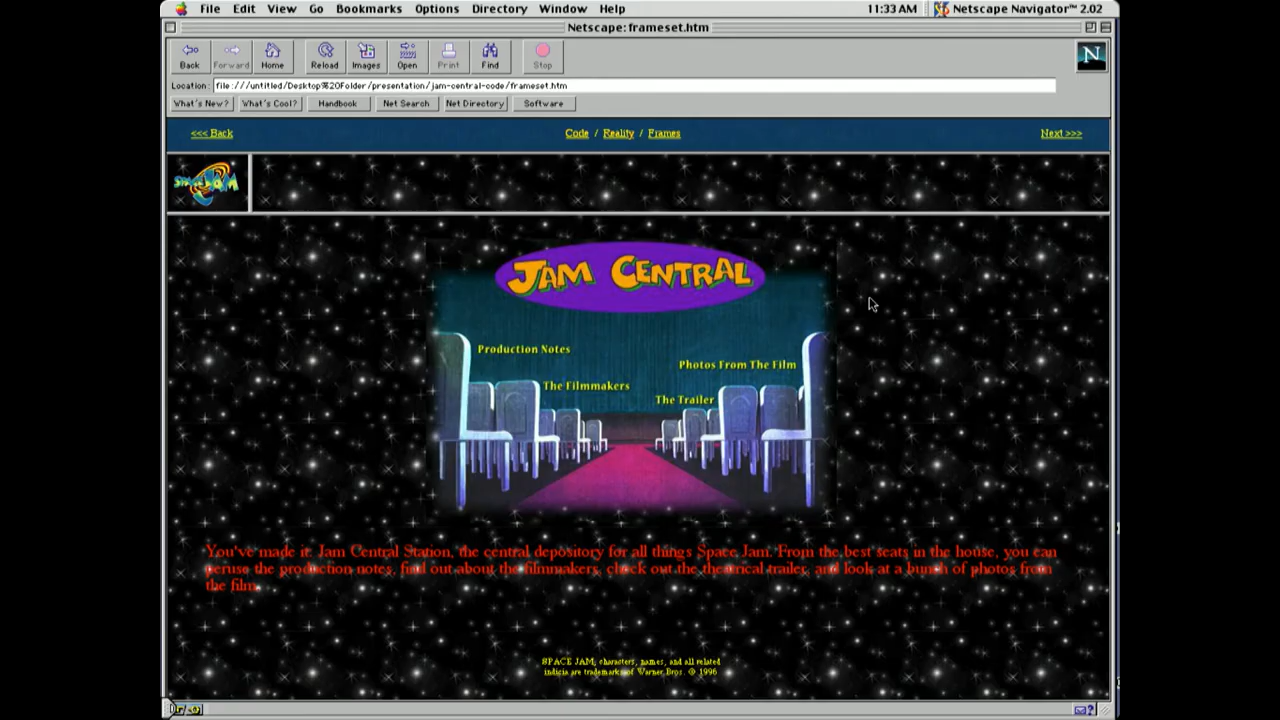 File Edit View Go Bookmarks Options Directory Window Help 11:33 AM Netscape Navigator™ 2.02
Netscape: frameset.htm
Back Forward Home Reload Images Open Print Find Stop
N
Location: file:///untitled/Desktop%20Folder/presentation/jam-central-code/frameset.htm
What's New? What's Cool? Handbook Net Search Net Directory Software
<<< Back Code / Reality / Frames Next >>>
SPACE JAM
JAM CENTRAL
Production Notes
Photos From The Film
The Filmmakers
The Trailer
You've made it. Jam Central Station, the central depository for all things Space Jam. From the best seats in the house, you can
peruse the production notes, find out about the filmmakers, check out the theatrical trailer, and look at a bunch of photos from
the film.
SPACE JAM, characters, names, and all related
indicia are trademarks of Warner Bros. © 1996